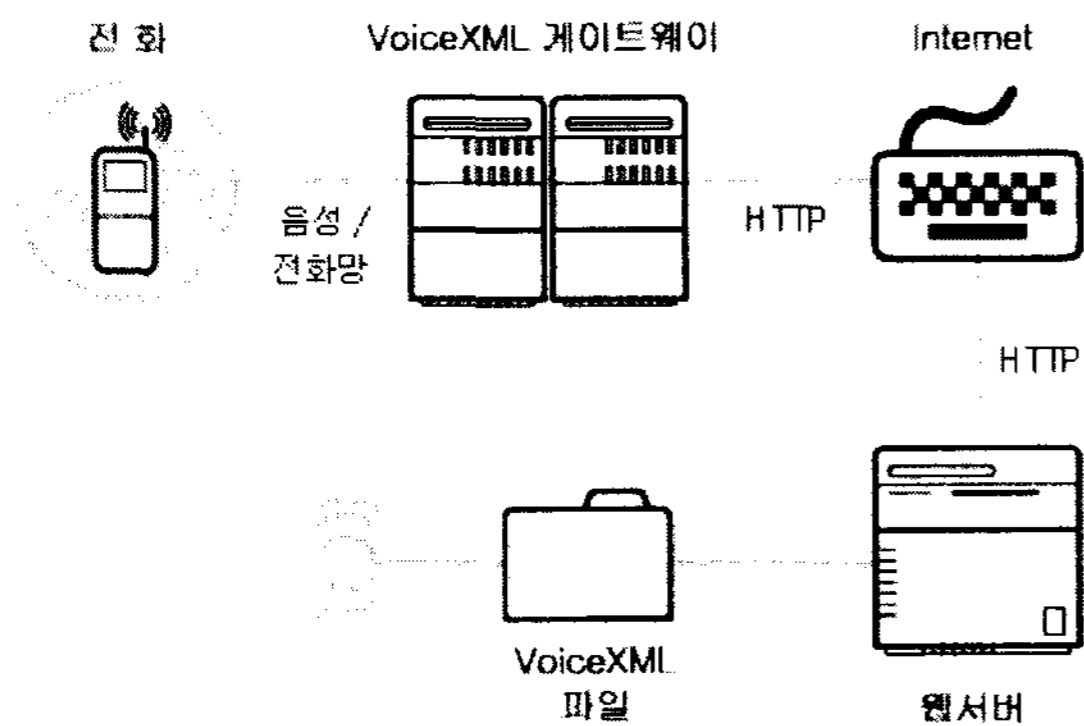 전 화
VoiceXML 게이트웨이
Internet
음성 /
전화망
HTTP
HTTP
VoiceXML
파일
웹서버